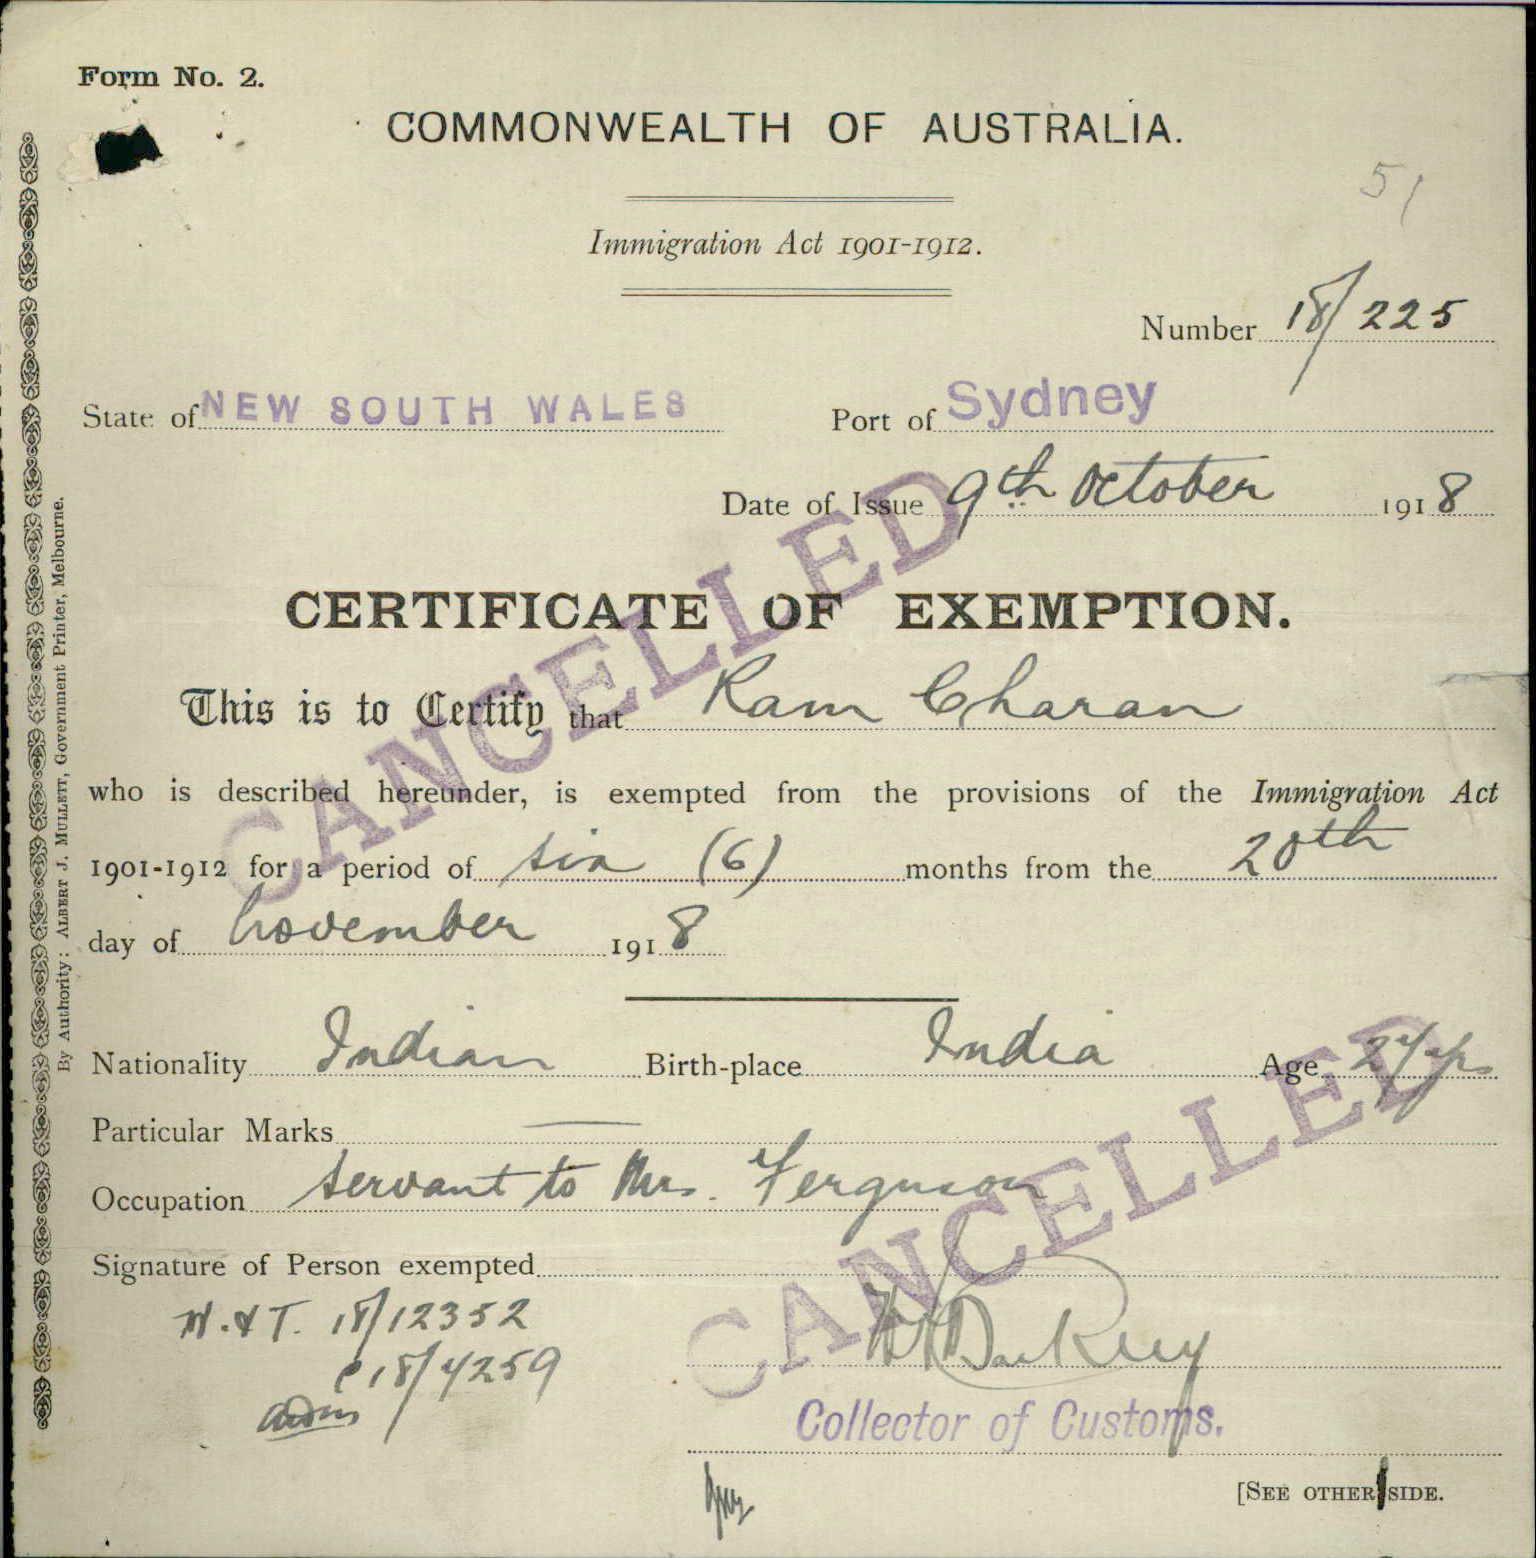 Form No. 2.
COMMONWEALTH OF AUSTRALIA.
51
Immigration Act 1901-1912.
Number 18/225
State of NEW SOUTH WALES Port of Sydney
Date of Issue 9th October 1918
CERTIFICATE OF EXEMPTION.
This is to Certify that Ram Charan
who is described hereunder, is exempted from the provisions of the Immigration Act
1901-1912 for a period of six (6) months from the 20th
day of November 1918
CANCELLED
Nationality Indian Birth-place India Age
Particular Marks —
Occupation servant to Mrs. Ferguson
Signature of Person exempted
CANCELLED
18/12352
18/4259
Collector of Customs.
[SEE OTHER SIDE.
By Authority: ALBERT J. MULLETT, Government Printer, Melbourne.